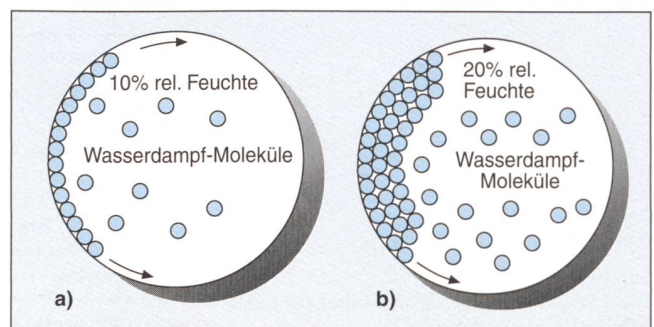 10% rel. Feuchte
Wasserdampf-Moleküle
a)
20% rel.
Feuchte
Wasserdampf-
Moleküle
b)